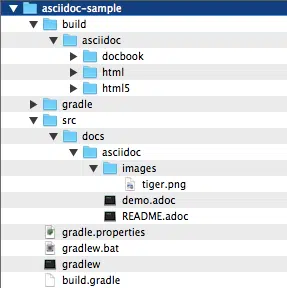 asciidoc-sample
build
asciidoc
docbook
html
html5
gradle
src
docs
asciidoc
images
tiger.png
demo.adoc
README.adoc
gradle.properties
gradlew.bat
gradlew
build.gradle